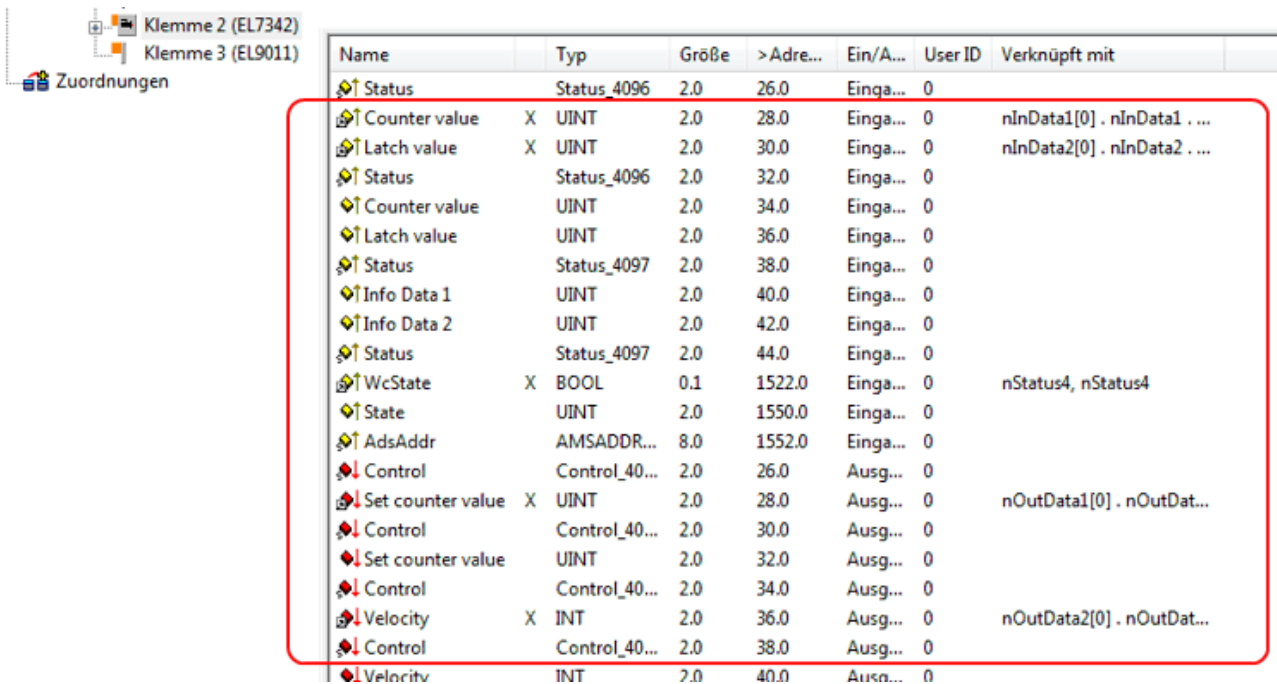 Klemme 2 (EL7342)
Klemme 3 (EL9011)
Zuordnungen
Name Typ Größe >Adre... Ein/A... User ID Verknüpft mit
Status Status_4096 2.0 26.0 Einga... 0
Counter value X UINT 2.0 28.0 Einga... 0 nInData1[0] . nInData1 . ...
Latch value X UINT 2.0 30.0 Einga... 0 nInData2[0] . nInData2 . ...
Status Status_4096 2.0 32.0 Einga... 0
Counter value UINT 2.0 34.0 Einga... 0
Latch value UINT 2.0 36.0 Einga... 0
Status Status_4097 2.0 38.0 Einga... 0
Info Data 1 UINT 2.0 40.0 Einga... 0
Info Data 2 UINT 2.0 42.0 Einga... 0
Status Status_4097 2.0 44.0 Einga... 0
WcState X BOOL 0.1 1522.0 Einga... 0 nStatus4, nStatus4
State UINT 2.0 1550.0 Einga... 0
AdsAddr AMSADDR... 8.0 1552.0 Einga... 0
Control Control_40... 2.0 26.0 Ausg... 0
Set counter value X UINT 2.0 28.0 Ausg... 0 nOutData1[0] . nOutDat...
Control Control_40... 2.0 30.0 Ausg... 0
Set counter value UINT 2.0 32.0 Ausg... 0
Control Control_40... 2.0 34.0 Ausg... 0
Velocity X INT 2.0 36.0 Ausg... 0 nOutData2[0] . nOutDat...
Control Control_40... 2.0 38.0 Ausg... 0
Velocity INT 2.0 40.0 Ausg... 0